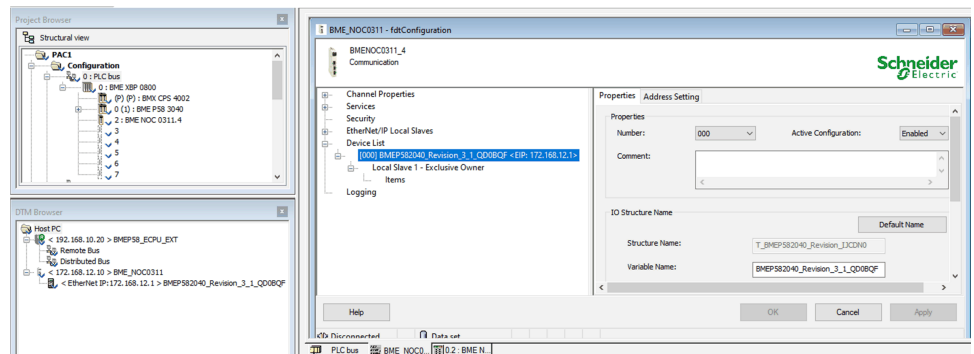 Project Browser
Structural view
PAC1
Configuration
0 : PLC bus
0 : BME XBP 0800
(P) (P) : BMX CPS 4002
0 (1) : BME P58 3040
2 : BME NOC 0311.4
3
4
5
6
7
DTM Browser
Host PC
< 192.168.10.20 > BMEP58_ECPU_EXT
Remote Bus
Distributed Bus
< 172.168.12.10 > BME_NOC0311
< EtherNet IP:172.168.12.1 > BMEP582040_Revision_3_1_QD0BQF
BME_NOC0311 - fdtConfiguration
BMENOC0311_4
Communication
Schneider
Electric
Channel Properties
Services
Security
EtherNet/IP Local Slaves
Device List
[000] BMEP582040_Revision_3_1_QD0BQF <EIP: 172.168.12.1>
Local Slave 1 - Exclusive Owner
Items
Logging
Properties Address Setting
Properties
Number: 000 Active Configuration: Enabled
Comment:
IO Structure Name
Default Name
Structure Name: T_BMEP582040_Revision_IJCDN0
Variable Name: BMEP582040_Revision_3_1_QD0BQF
Help OK Cancel Apply
Disconnected Data set
PLC bus BME NOC0... 0.2 : BME N...